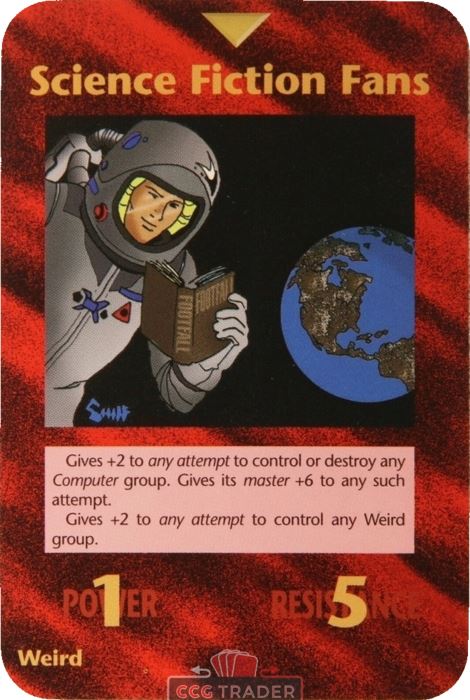 Science Fiction Fans
Gives +2 to any attempt to control or destroy any
Computer group. Gives its master +6 to any such
attempt.
Gives +2 to any attempt to control any Weird
group.
POWER 1
RESISTANCE 5
Weird
CCG TRADER